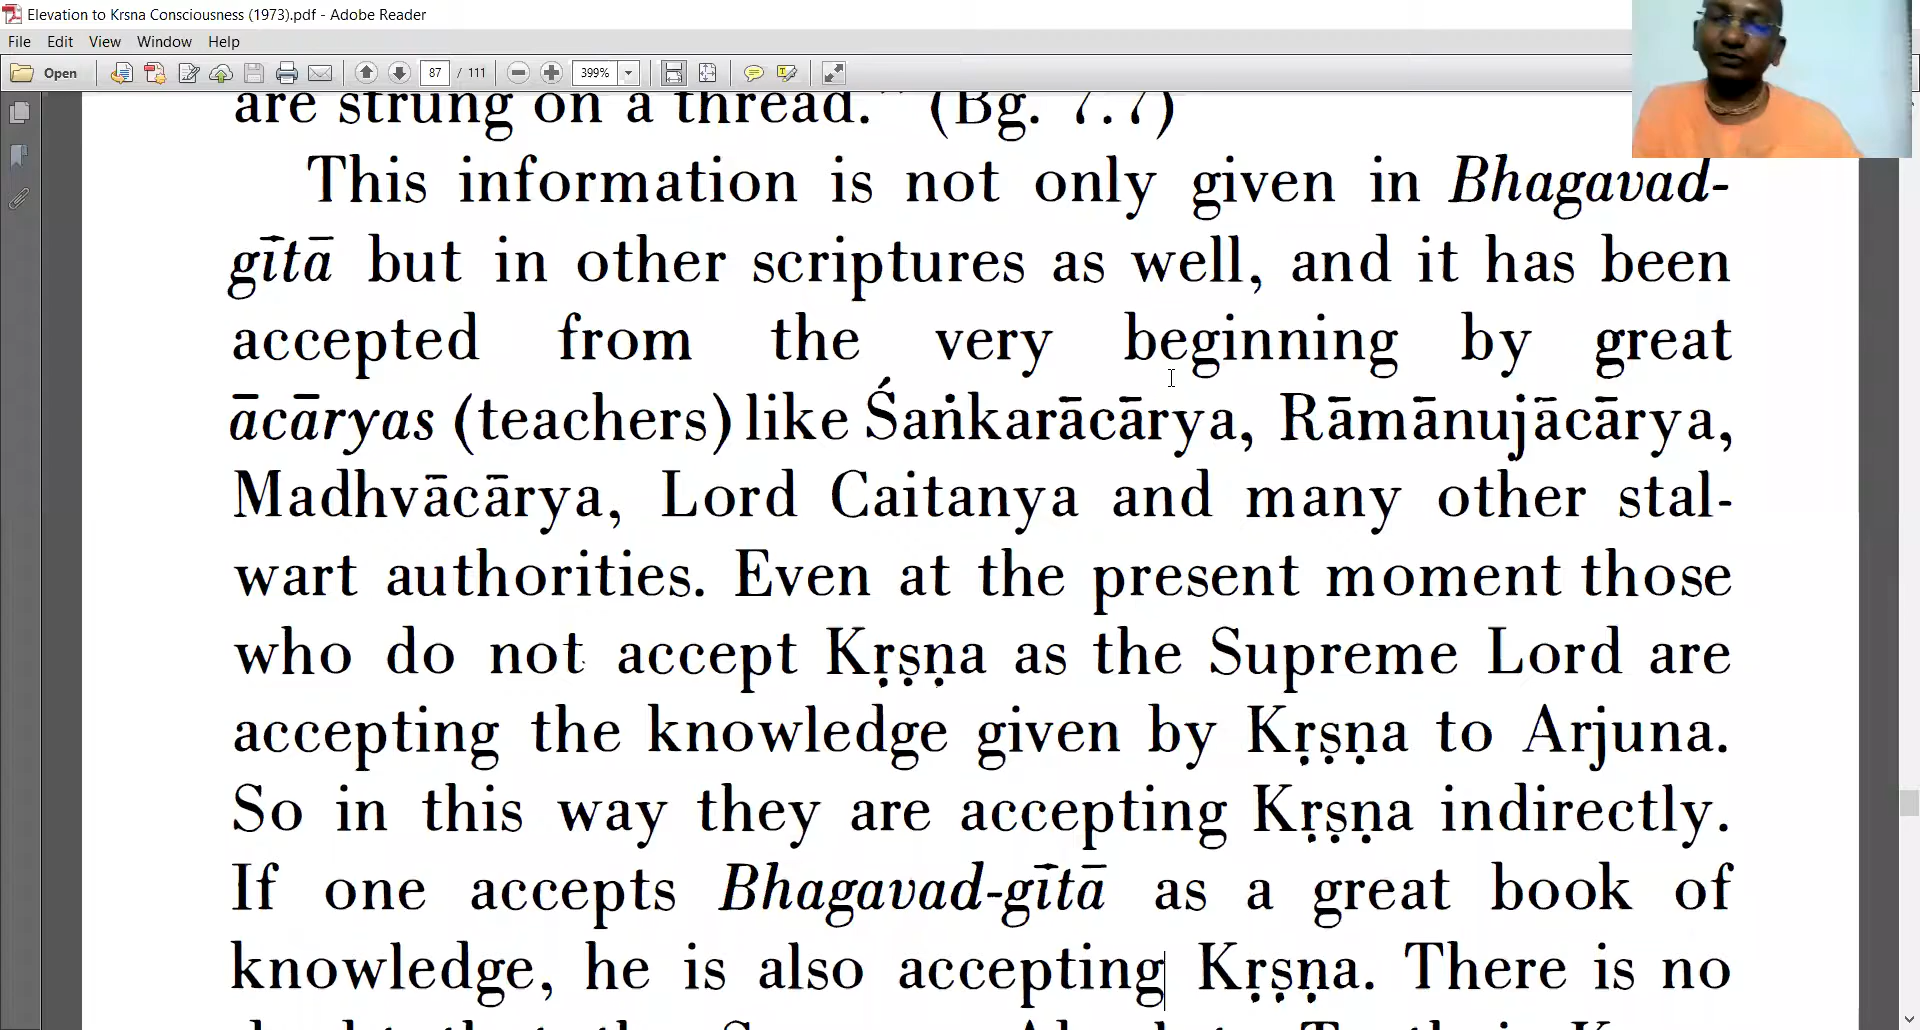 Elevation to Krsna Consciousness (1973).pdf - Adobe Reader
File Edit View Window Help
Open 87 / 111 399%
are strung on a thread." (Bg. 7.7)
This information is not only given in Bhagavad-
gītā but in other scriptures as well, and it has been
accepted from the very beginning by great
ācāryas (teachers) like Śaṅkarācārya, Rāmānujācārya,
Madhvācārya, Lord Caitanya and many other stal-
wart authorities. Even at the present moment those
who do not accept Kṛṣṇa as the Supreme Lord are
accepting the knowledge given by Kṛṣṇa to Arjuna.
So in this way they are accepting Kṛṣṇa indirectly.
If one accepts Bhagavad-gītā as a great book of
knowledge, he is also accepting Kṛṣṇa. There is no